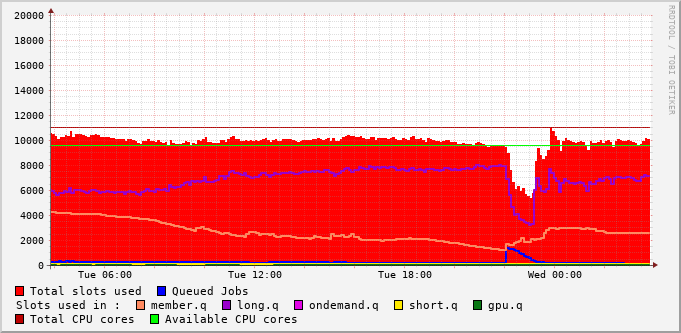 20000
18000
16000
14000
12000
10000
8000
6000
4000
2000
0
Tue 06:00 Tue 12:00 Tue 18:00 Wed 00:00
Total slots used Queued Jobs
Slots used in : member.q long.q ondemand.q short.q gpu.q
Total CPU cores Available CPU cores
RRDTOOL / TOBI OETIKER